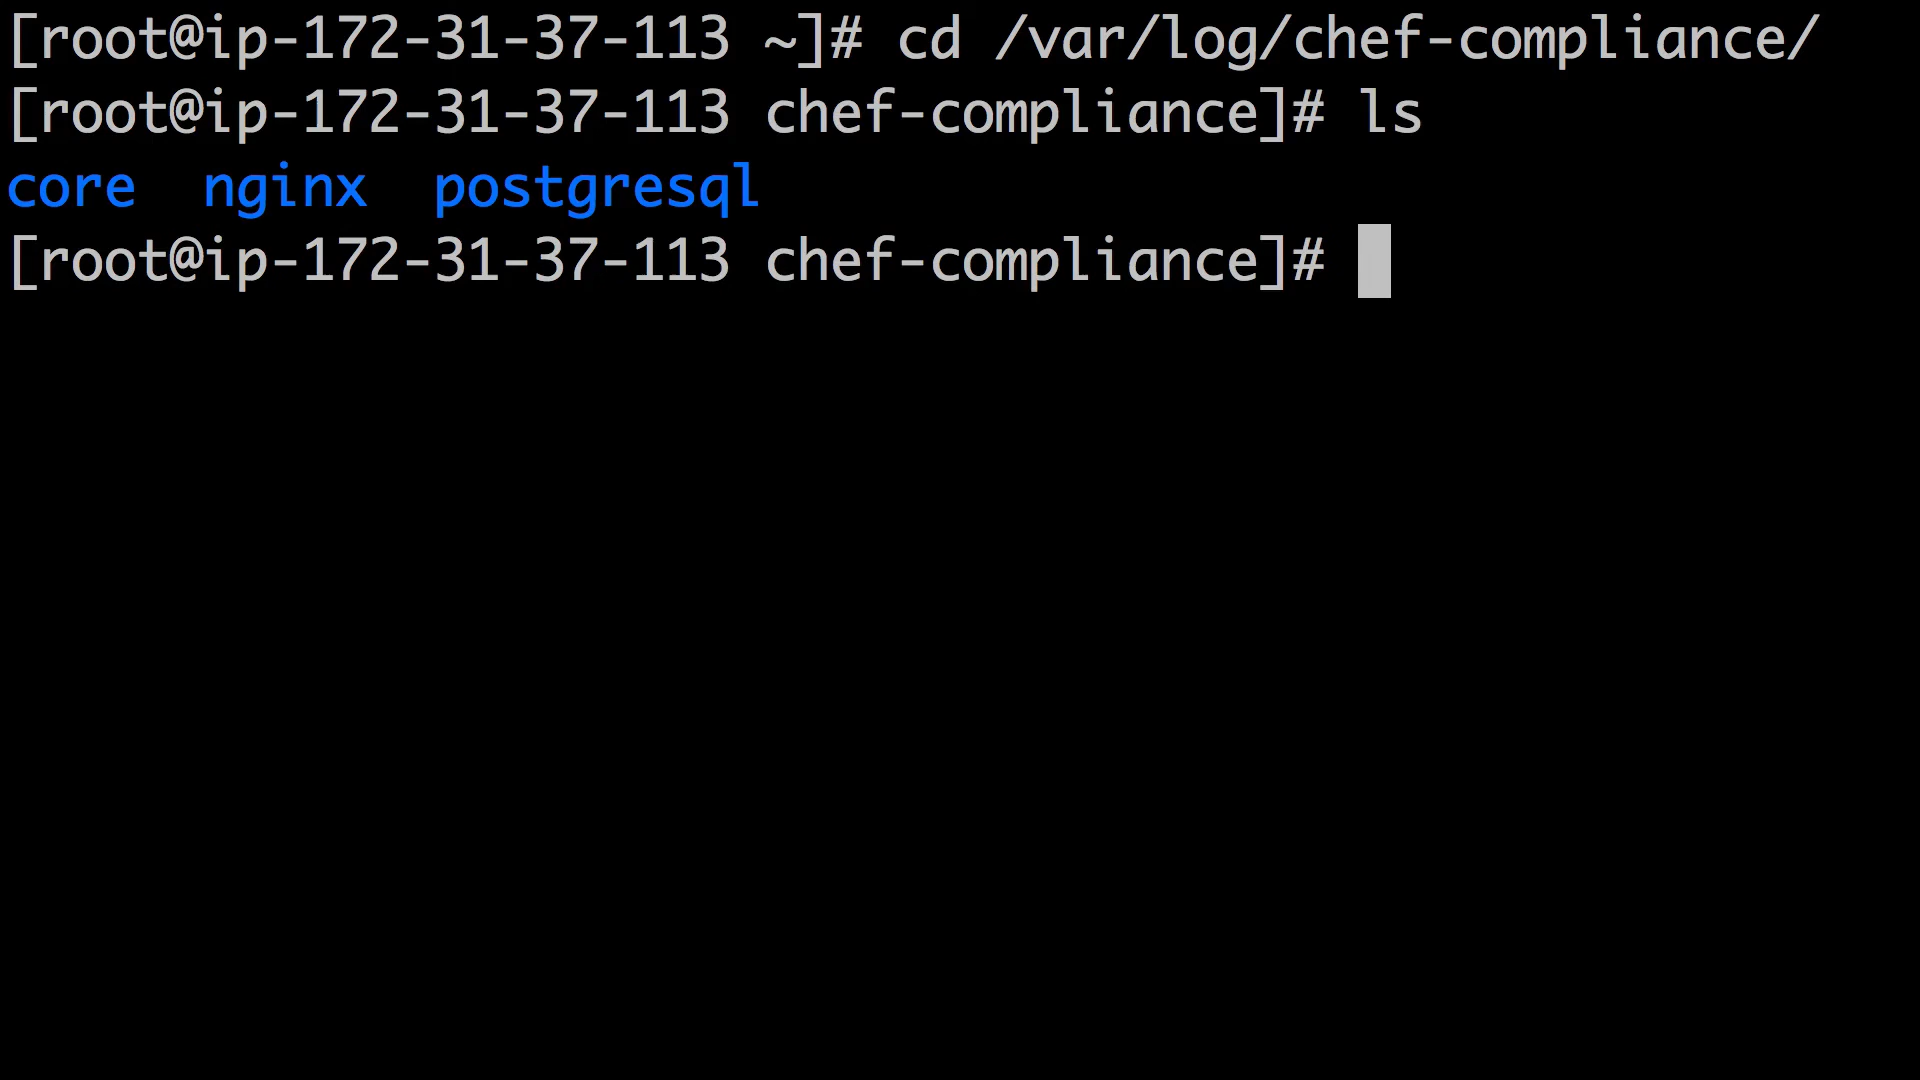 [root@ip-172-31-37-113 ~]# cd /var/log/chef-compliance/
[root@ip-172-31-37-113 chef-compliance]# ls
core  nginx  postgresql
[root@ip-172-31-37-113 chef-compliance]#